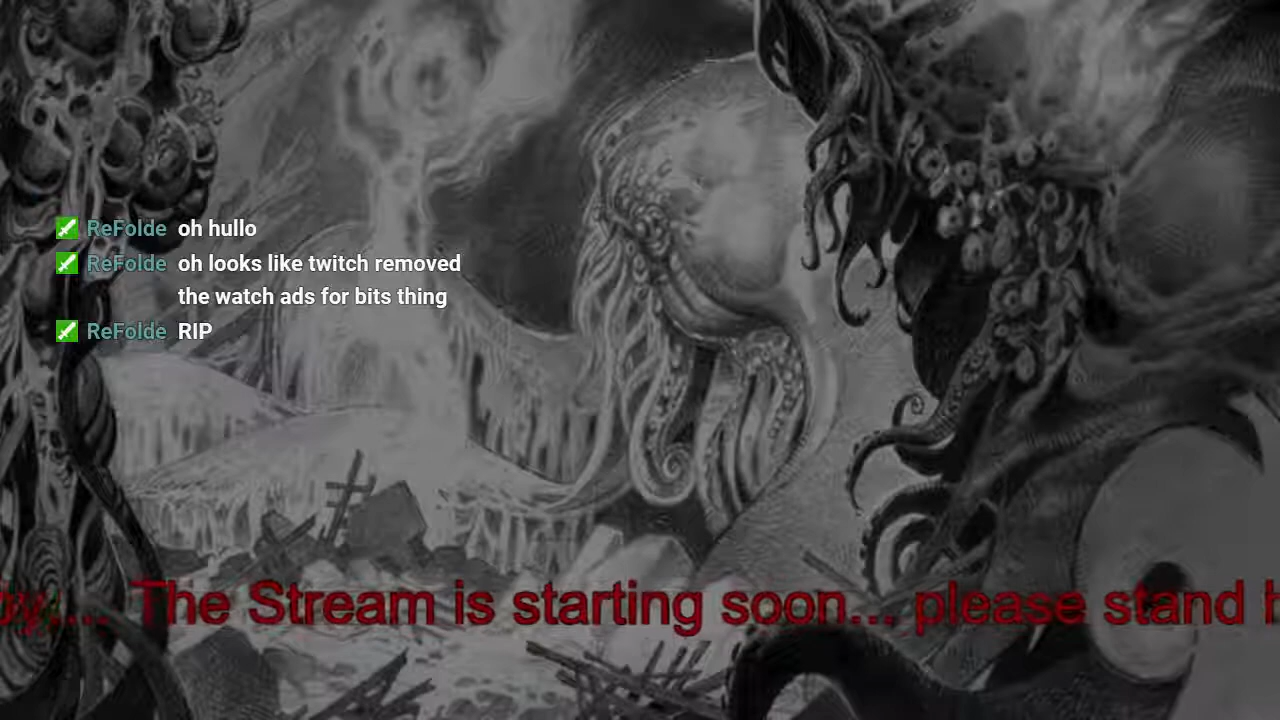 ReFolde oh hullo
ReFolde oh looks like twitch removed
the watch ads for bits thing
ReFolde RIP
by.... The Stream is starting soon... please stand b